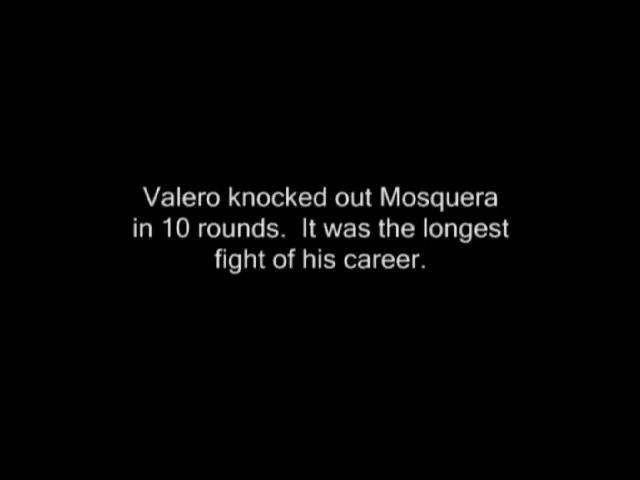 Valero knocked out Mosquera
in 10 rounds.  It was the longest
fight of his career.